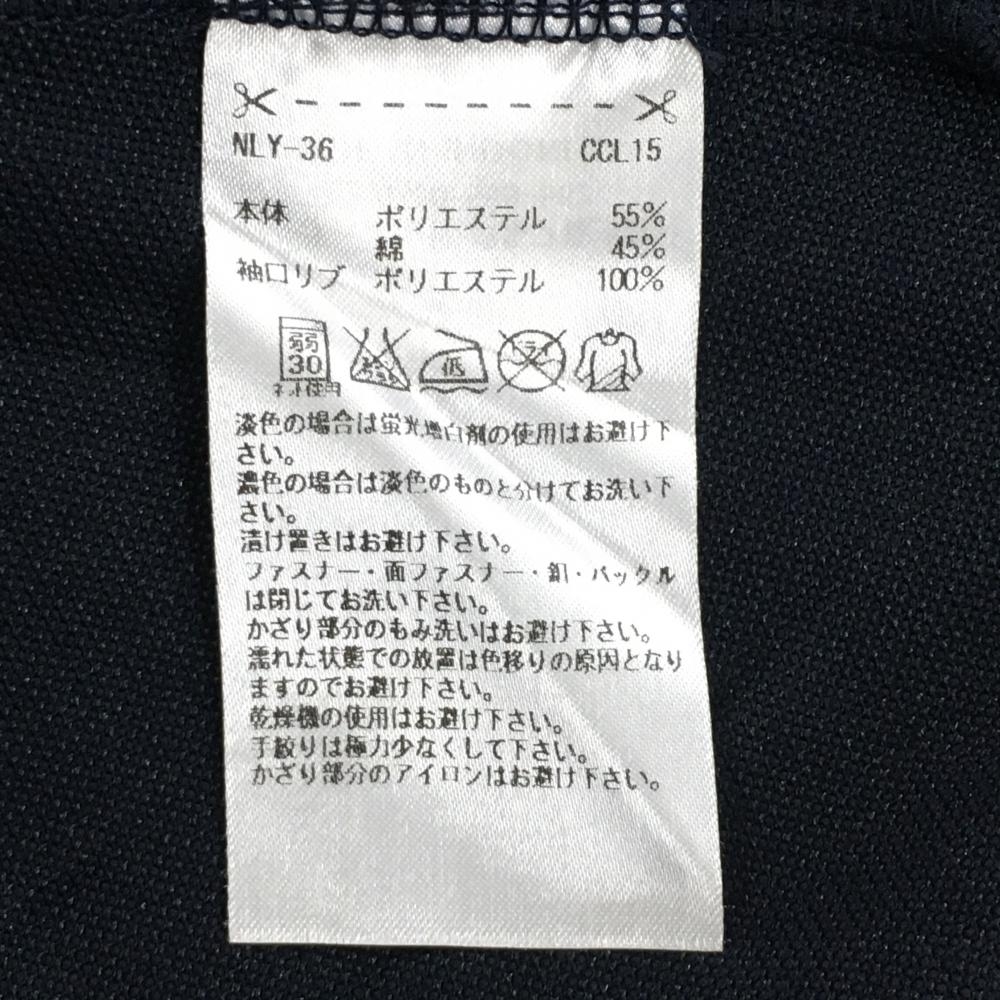 NLY-36 CCL15
本体 ポリエステル 55%
綿 45%
袖口リブ ポリエステル 100%
弱
30
ネット使用
低
淡色の場合は蛍光増白剤の使用はお避け下
さい。
濃色の場合は淡色のものと分けてお洗い下
さい。
漬け置きはお避け下さい。
ファスナー・面ファスナー・釦・バックル
は閉じてお洗い下さい。
かざり部分のもみ洗いはお避け下さい。
濡れた状態での放置は色移りの原因となり
ますのでお避け下さい。
乾燥機の使用はお避け下さい。
手絞りは極力少なくして下さい。
かざり部分のアイロンはお避け下さい。